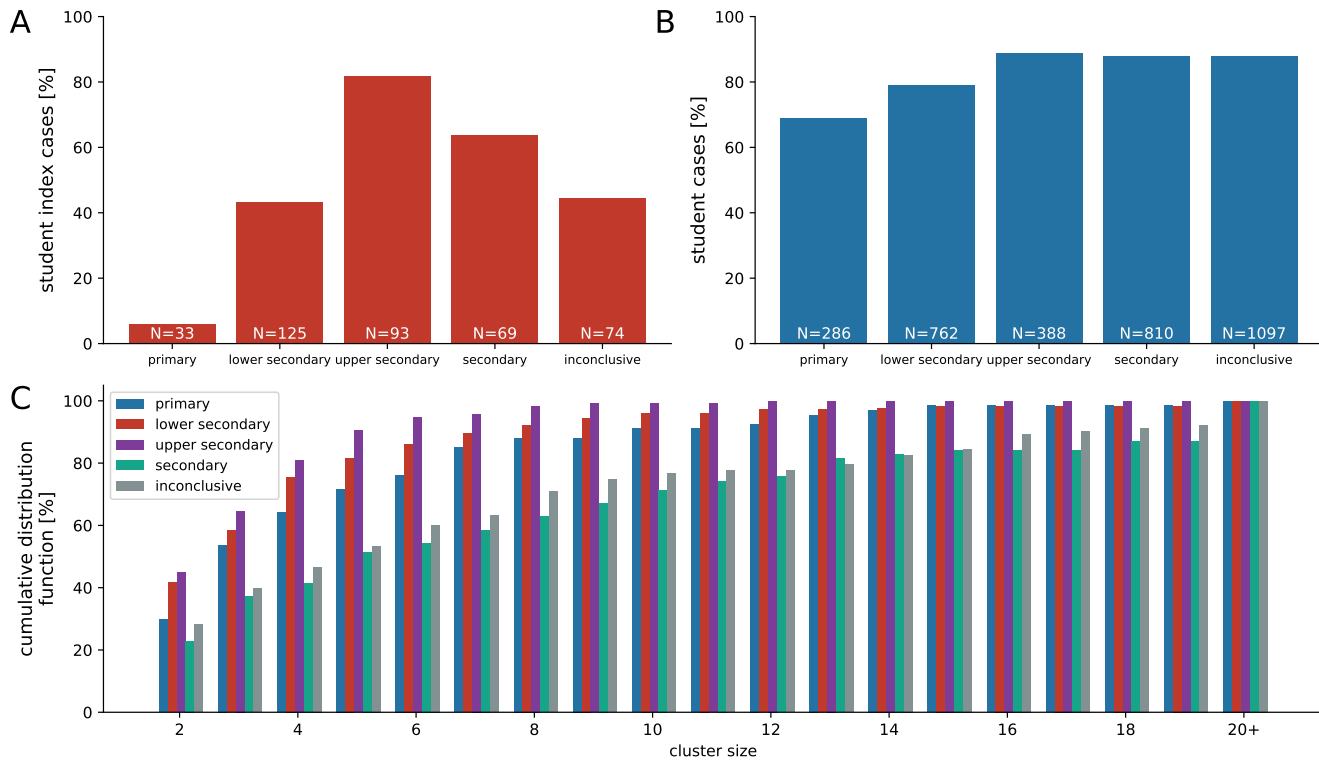 A
student index cases [%]
100
80
60
40
20
0
N=33 N=125 N=93 N=69 N=74
primary lower secondary upper secondary secondary inconclusive
B
student cases [%]
100
80
60
40
20
0
N=286 N=762 N=388 N=810 N=1097
primary lower secondary upper secondary secondary inconclusive
C
cumulative distribution
function [%]
100
80
60
40
20
0
primary
lower secondary
upper secondary
secondary
inconclusive
2 4 6 8 10 12 14 16 18 20+
cluster size